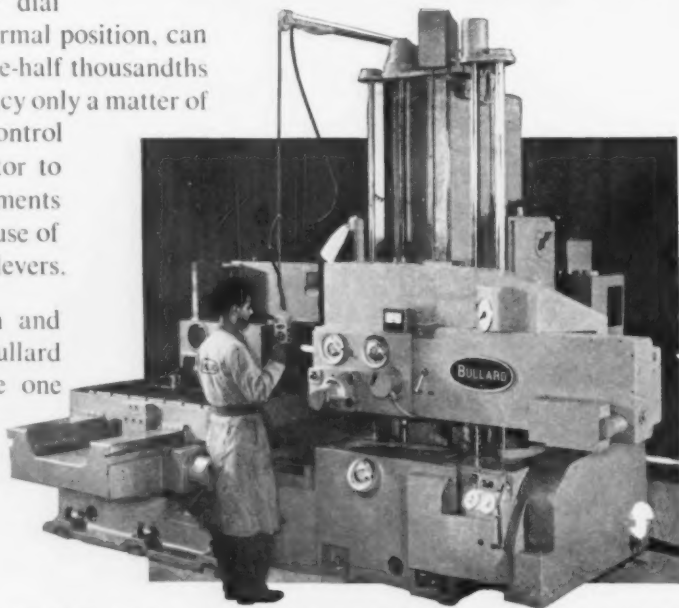 dial
rmal position, can
e-half thousandths
cy only a matter of
ontrol
tor to
ments
use of
levers.
n and
ullard
e one
BULLARD